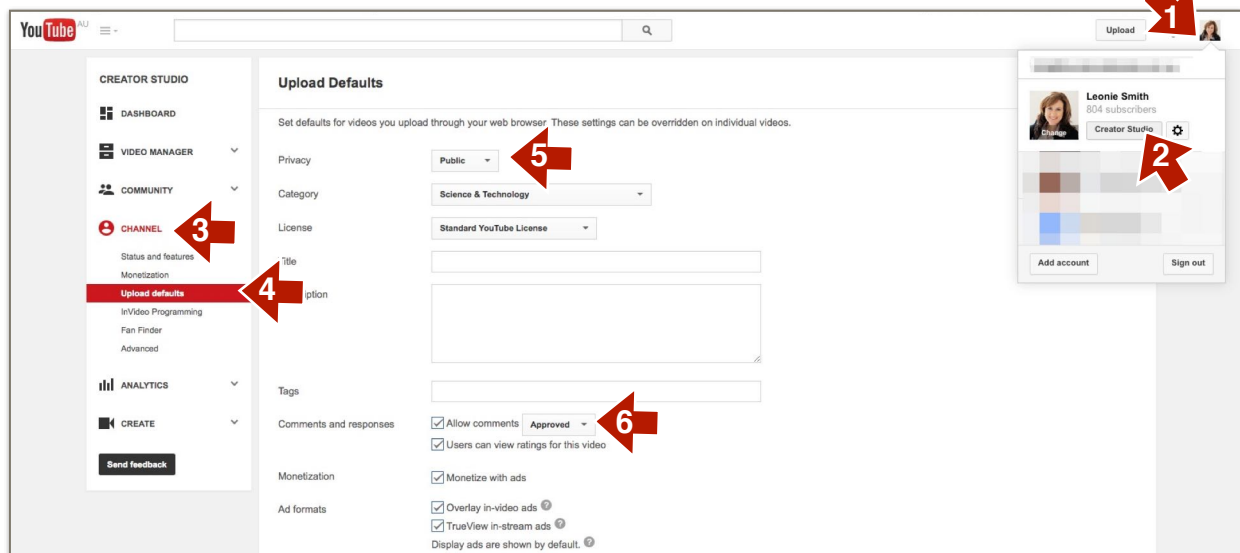 YouTube AU
Upload
1
CREATOR STUDIO
DASHBOARD
VIDEO MANAGER
COMMUNITY
CHANNEL
3
Status and features
Monetization
Upload defaults
4
InVideo Programming
Fan Finder
Advanced
ANALYTICS
CREATE
Send feedback
Upload Defaults
Set defaults for videos you upload through your web browser. These settings can be overridden on individual videos.
Privacy
Public
5
Category
Science & Technology
License
Standard YouTube License
Title
ption
Tags
Comments and responses
Allow comments
Approved
6
Users can view ratings for this video
Monetization
Monetize with ads
Ad formats
Overlay in-video ads ?
TrueView in-stream ads ?
Display ads are shown by default. ?
Leonie Smith
804 subscribers
Change
Creator Studio
2
Add account
Sign out